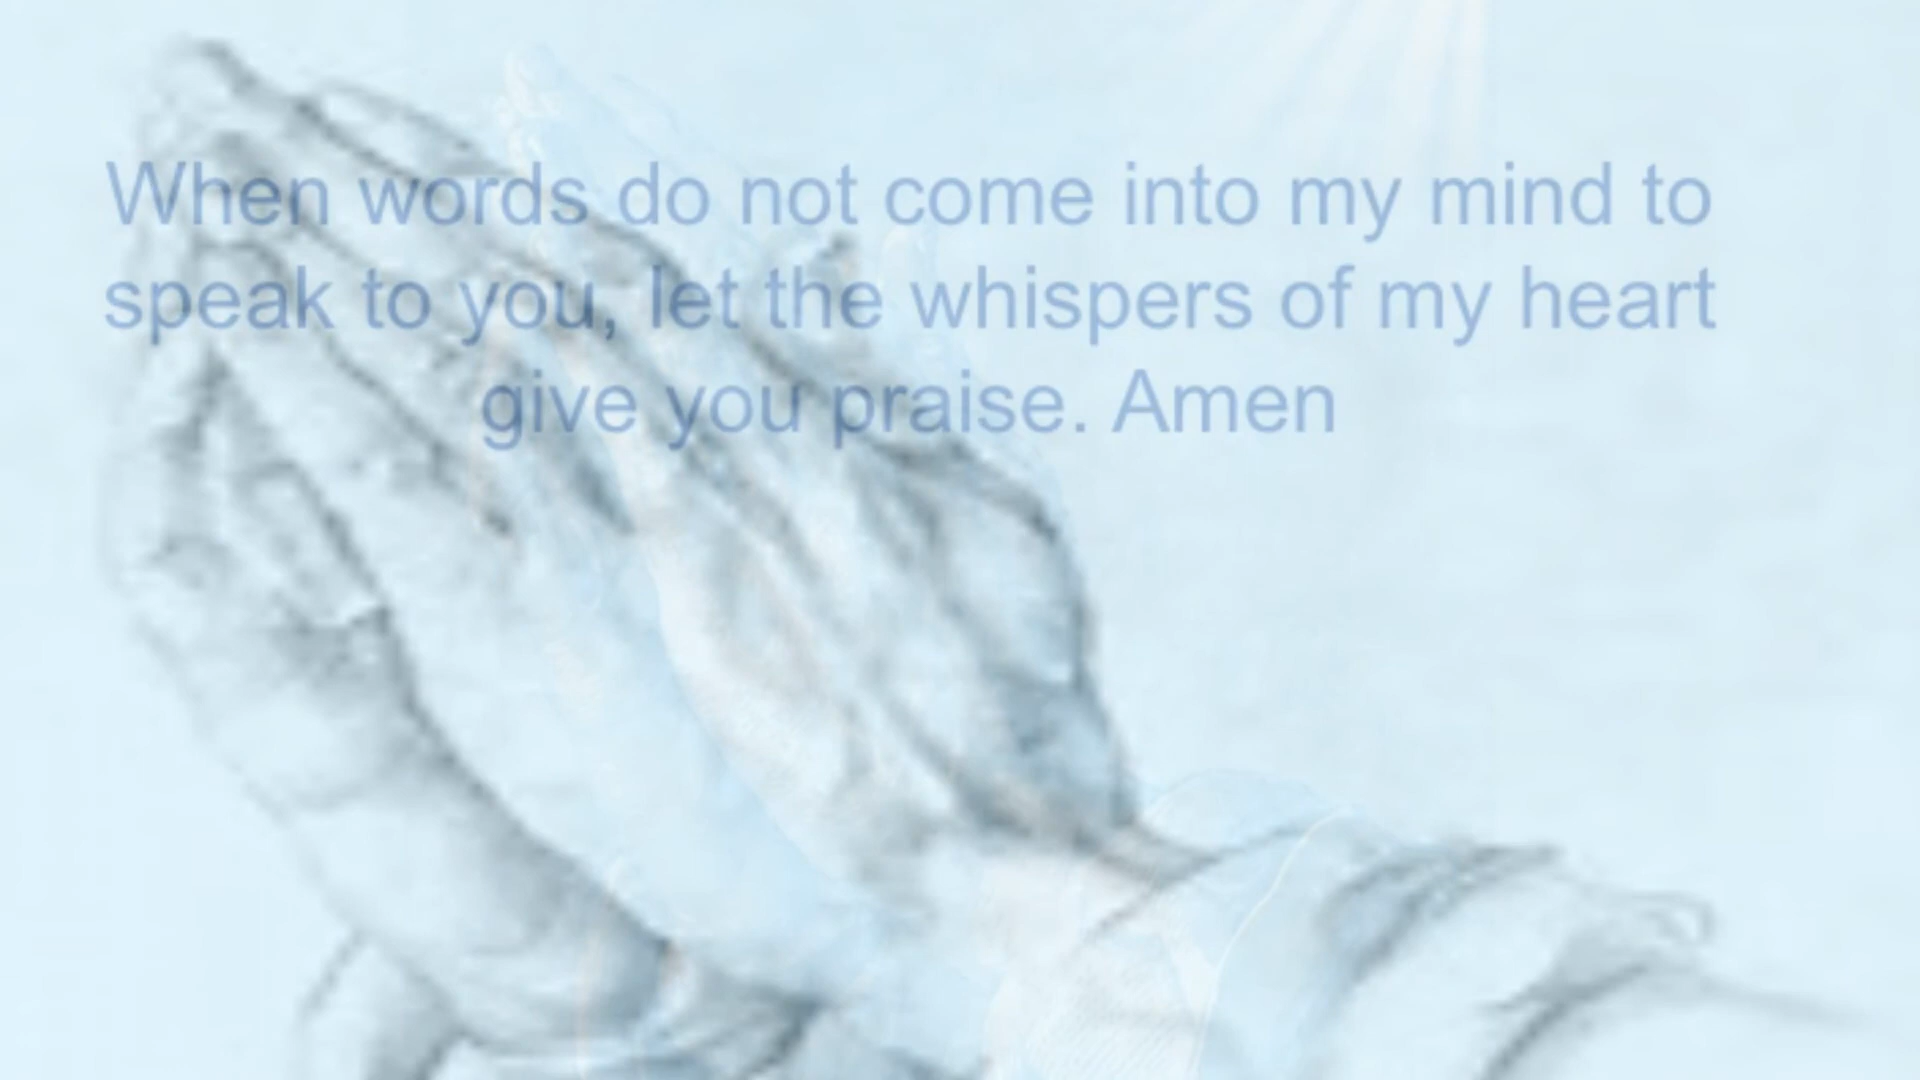 When words do not come into my mind to
speak to you, let the whispers of my heart
give you praise. Amen